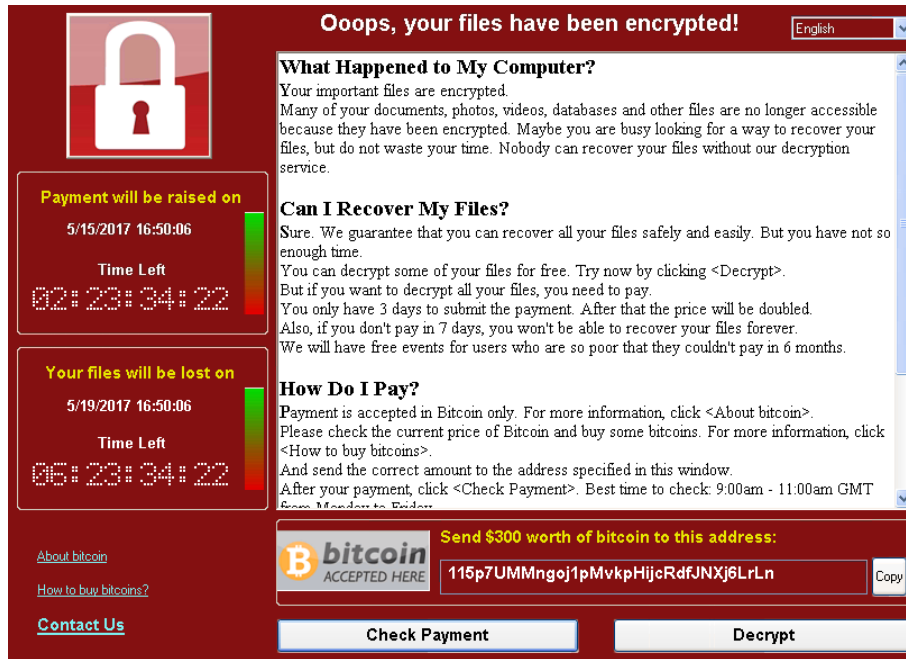 Ooops, your files have been encrypted!
English
What Happened to My Computer?
Your important files are encrypted.
Many of your documents, photos, videos, databases and other files are no longer accessible
because they have been encrypted. Maybe you are busy looking for a way to recover your
files, but do not waste your time. Nobody can recover your files without our decryption
service.
Can I Recover My Files?
Sure. We guarantee that you can recover all your files safely and easily. But you have not so
enough time.
You can decrypt some of your files for free. Try now by clicking <Decrypt>.
But if you want to decrypt all your files, you need to pay.
You only have 3 days to submit the payment. After that the price will be doubled.
Also, if you don't pay in 7 days, you won't be able to recover your files forever.
We will have free events for users who are so poor that they couldn't pay in 6 months.
How Do I Pay?
Payment is accepted in Bitcoin only. For more information, click <About bitcoin>.
Please check the current price of Bitcoin and buy some bitcoins. For more information, click
<How to buy bitcoins>.
And send the correct amount to the address specified in this window.
After your payment, click <Check Payment>. Best time to check: 9:00am - 11:00am GMT
from Monday to Friday
Payment will be raised on
5/15/2017 16:50:06
Time Left
02:23:34:22
Your files will be lost on
5/19/2017 16:50:06
Time Left
06:23:34:22
About bitcoin
How to buy bitcoins?
Contact Us
bitcoin
ACCEPTED HERE
Send $300 worth of bitcoin to this address:
115p7UMMngoj1pMvkpHijcRdfJNXj6LrLn
Copy
Check Payment
Decrypt